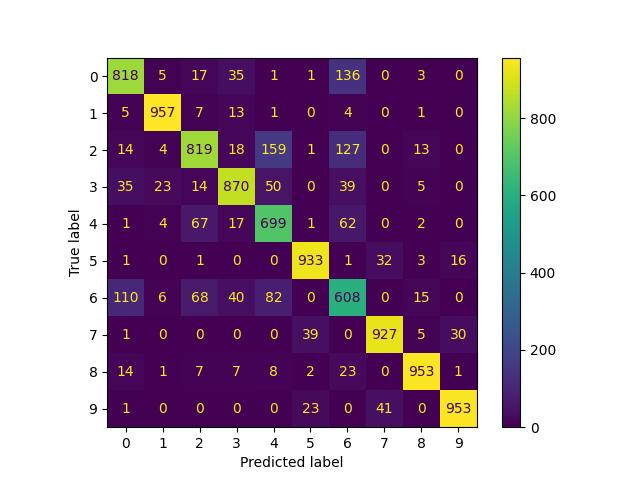 0 818 5 17 35 1 1 136 0 3 0
1 5 957 7 13 1 0 4 0 1 0
2 14 4 819 18 159 1 127 0 13 0
3 35 23 14 870 50 0 39 0 5 0
4 1 4 67 17 699 1 62 0 2 0
5 1 0 1 0 0 933 1 32 3 16
6 110 6 68 40 82 0 608 0 15 0
7 1 0 0 0 0 39 0 927 5 30
8 14 1 7 7 8 2 23 0 953 1
9 1 0 0 0 0 23 0 41 0 953
0 1 2 3 4 5 6 7 8 9
Predicted label
True label
800
600
400
200
0